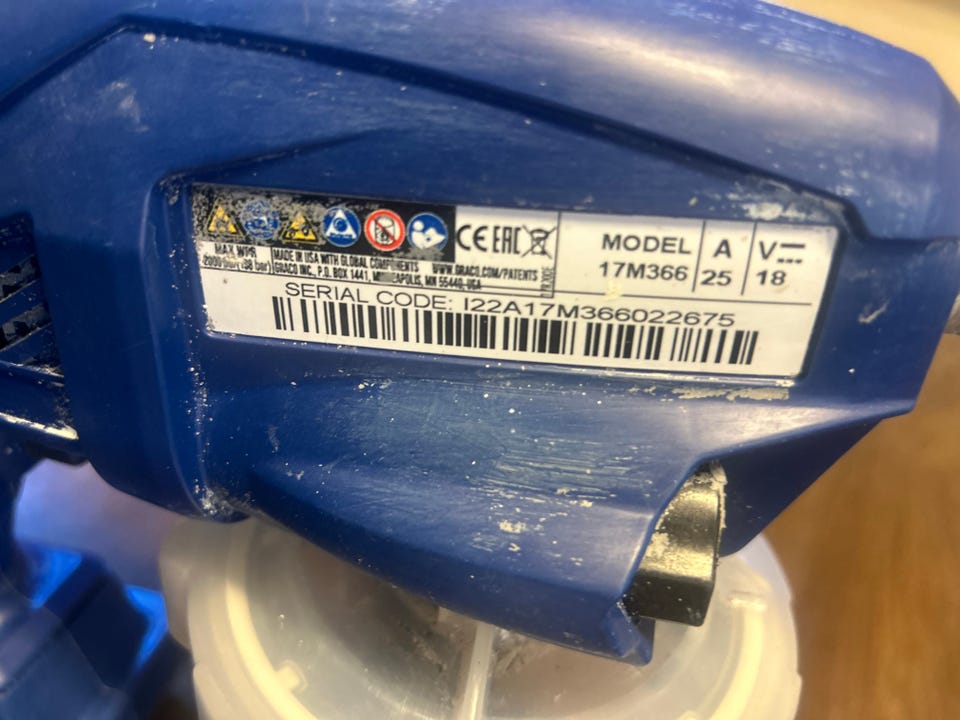 CE EAC
MODEL A V
17M366 25 18
MAX WPR
MADE IN USA WITH GLOBAL COMPONENTS WWW.GRACO.COM/PATENTS
GRACO INC., P.O. BOX 1441, MINNEAPOLIS, MN 55440, USA
SERIAL CODE: I22A17M366022675